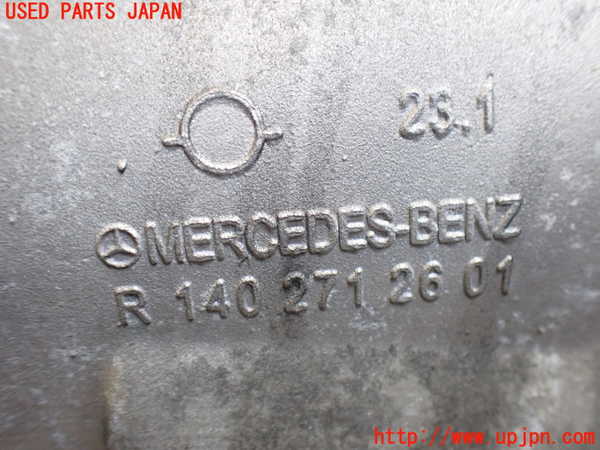 USED PARTS JAPAN
23.1
MERCEDES-BENZ
R 140 271 26 01
http://www.upjpn.com